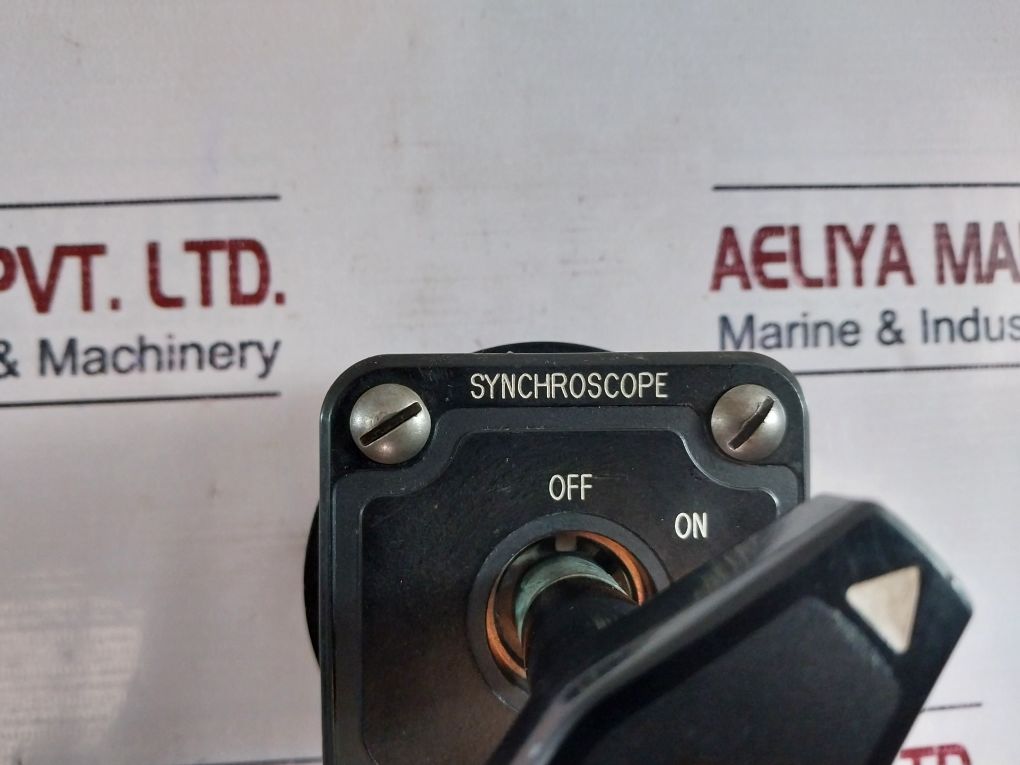 PVT. LTD.
& Machinery
AELIYA MA
Marine & Indus
SYNCHROSCOPE
OFF
ON